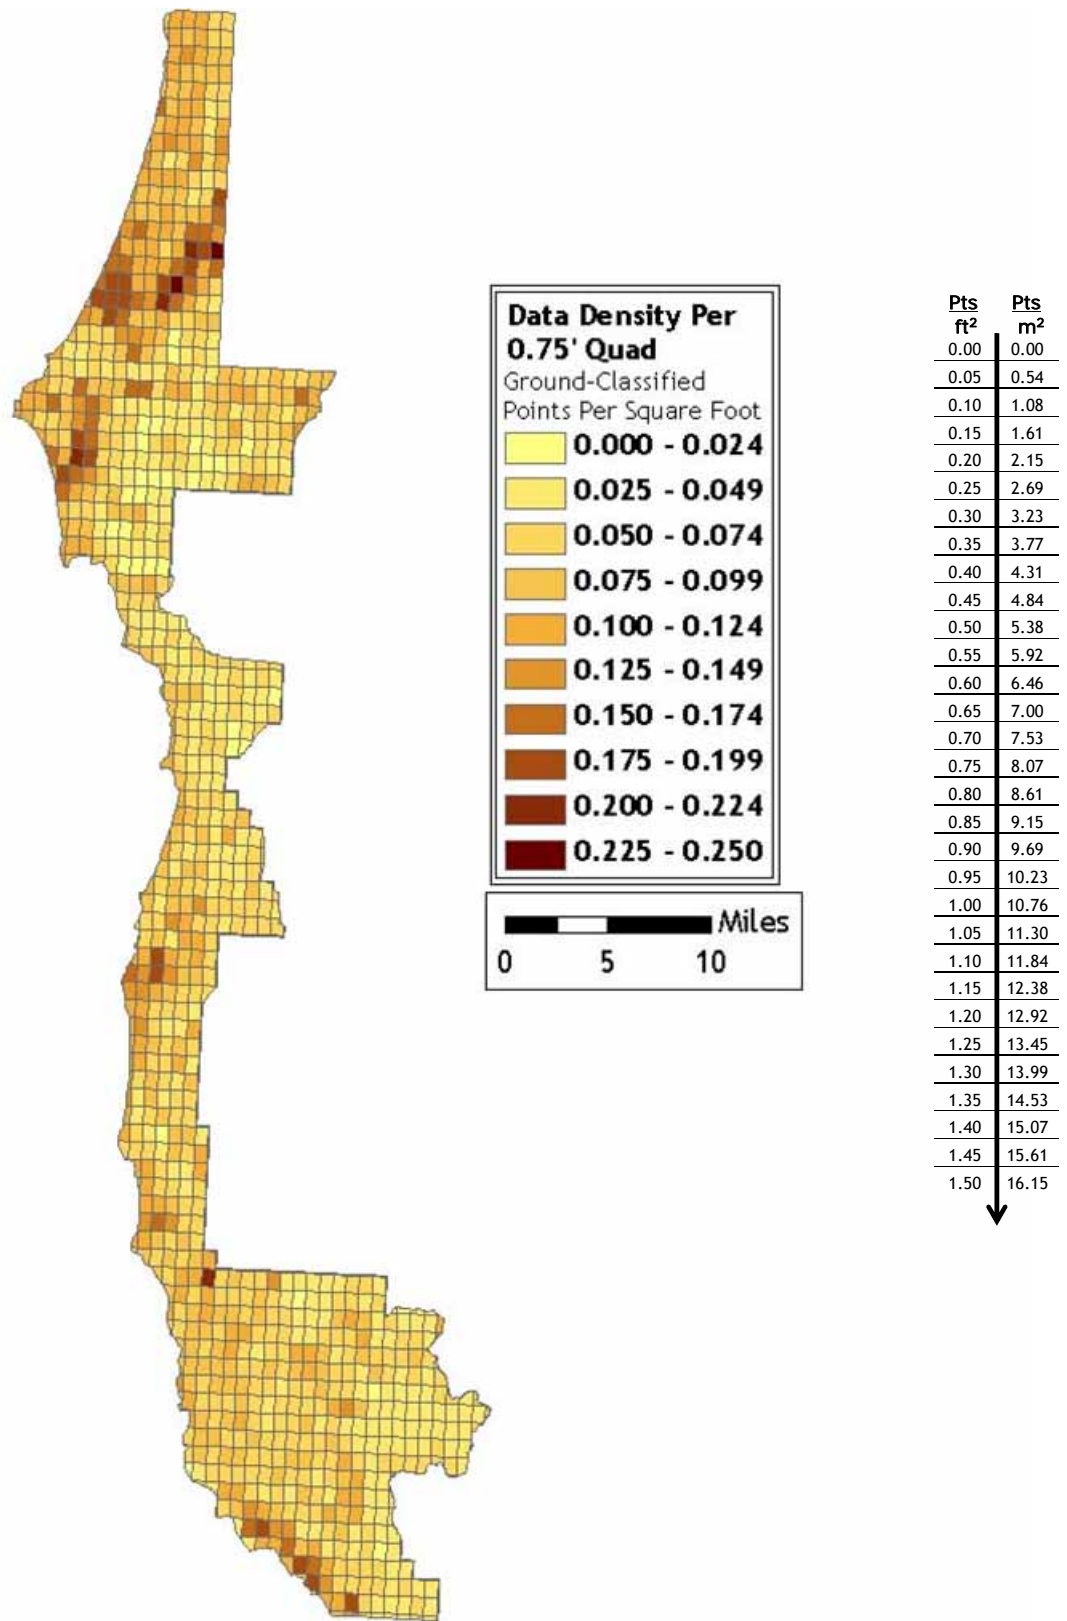 Data Density Per
0.75' Quad
Ground-Classified
Points Per Square Foot
0.000 - 0.024
0.025 - 0.049
0.050 - 0.074
0.075 - 0.099
0.100 - 0.124
0.125 - 0.149
0.150 - 0.174
0.175 - 0.199
0.200 - 0.224
0.225 - 0.250
Miles
0 5 10
Pts Pts
ft² m²
0.00 0.00
0.05 0.54
0.10 1.08
0.15 1.61
0.20 2.15
0.25 2.69
0.30 3.23
0.35 3.77
0.40 4.31
0.45 4.84
0.50 5.38
0.55 5.92
0.60 6.46
0.65 7.00
0.70 7.53
0.75 8.07
0.80 8.61
0.85 9.15
0.90 9.69
0.95 10.23
1.00 10.76
1.05 11.30
1.10 11.84
1.15 12.38
1.20 12.92
1.25 13.45
1.30 13.99
1.35 14.53
1.40 15.07
1.45 15.61
1.50 16.15